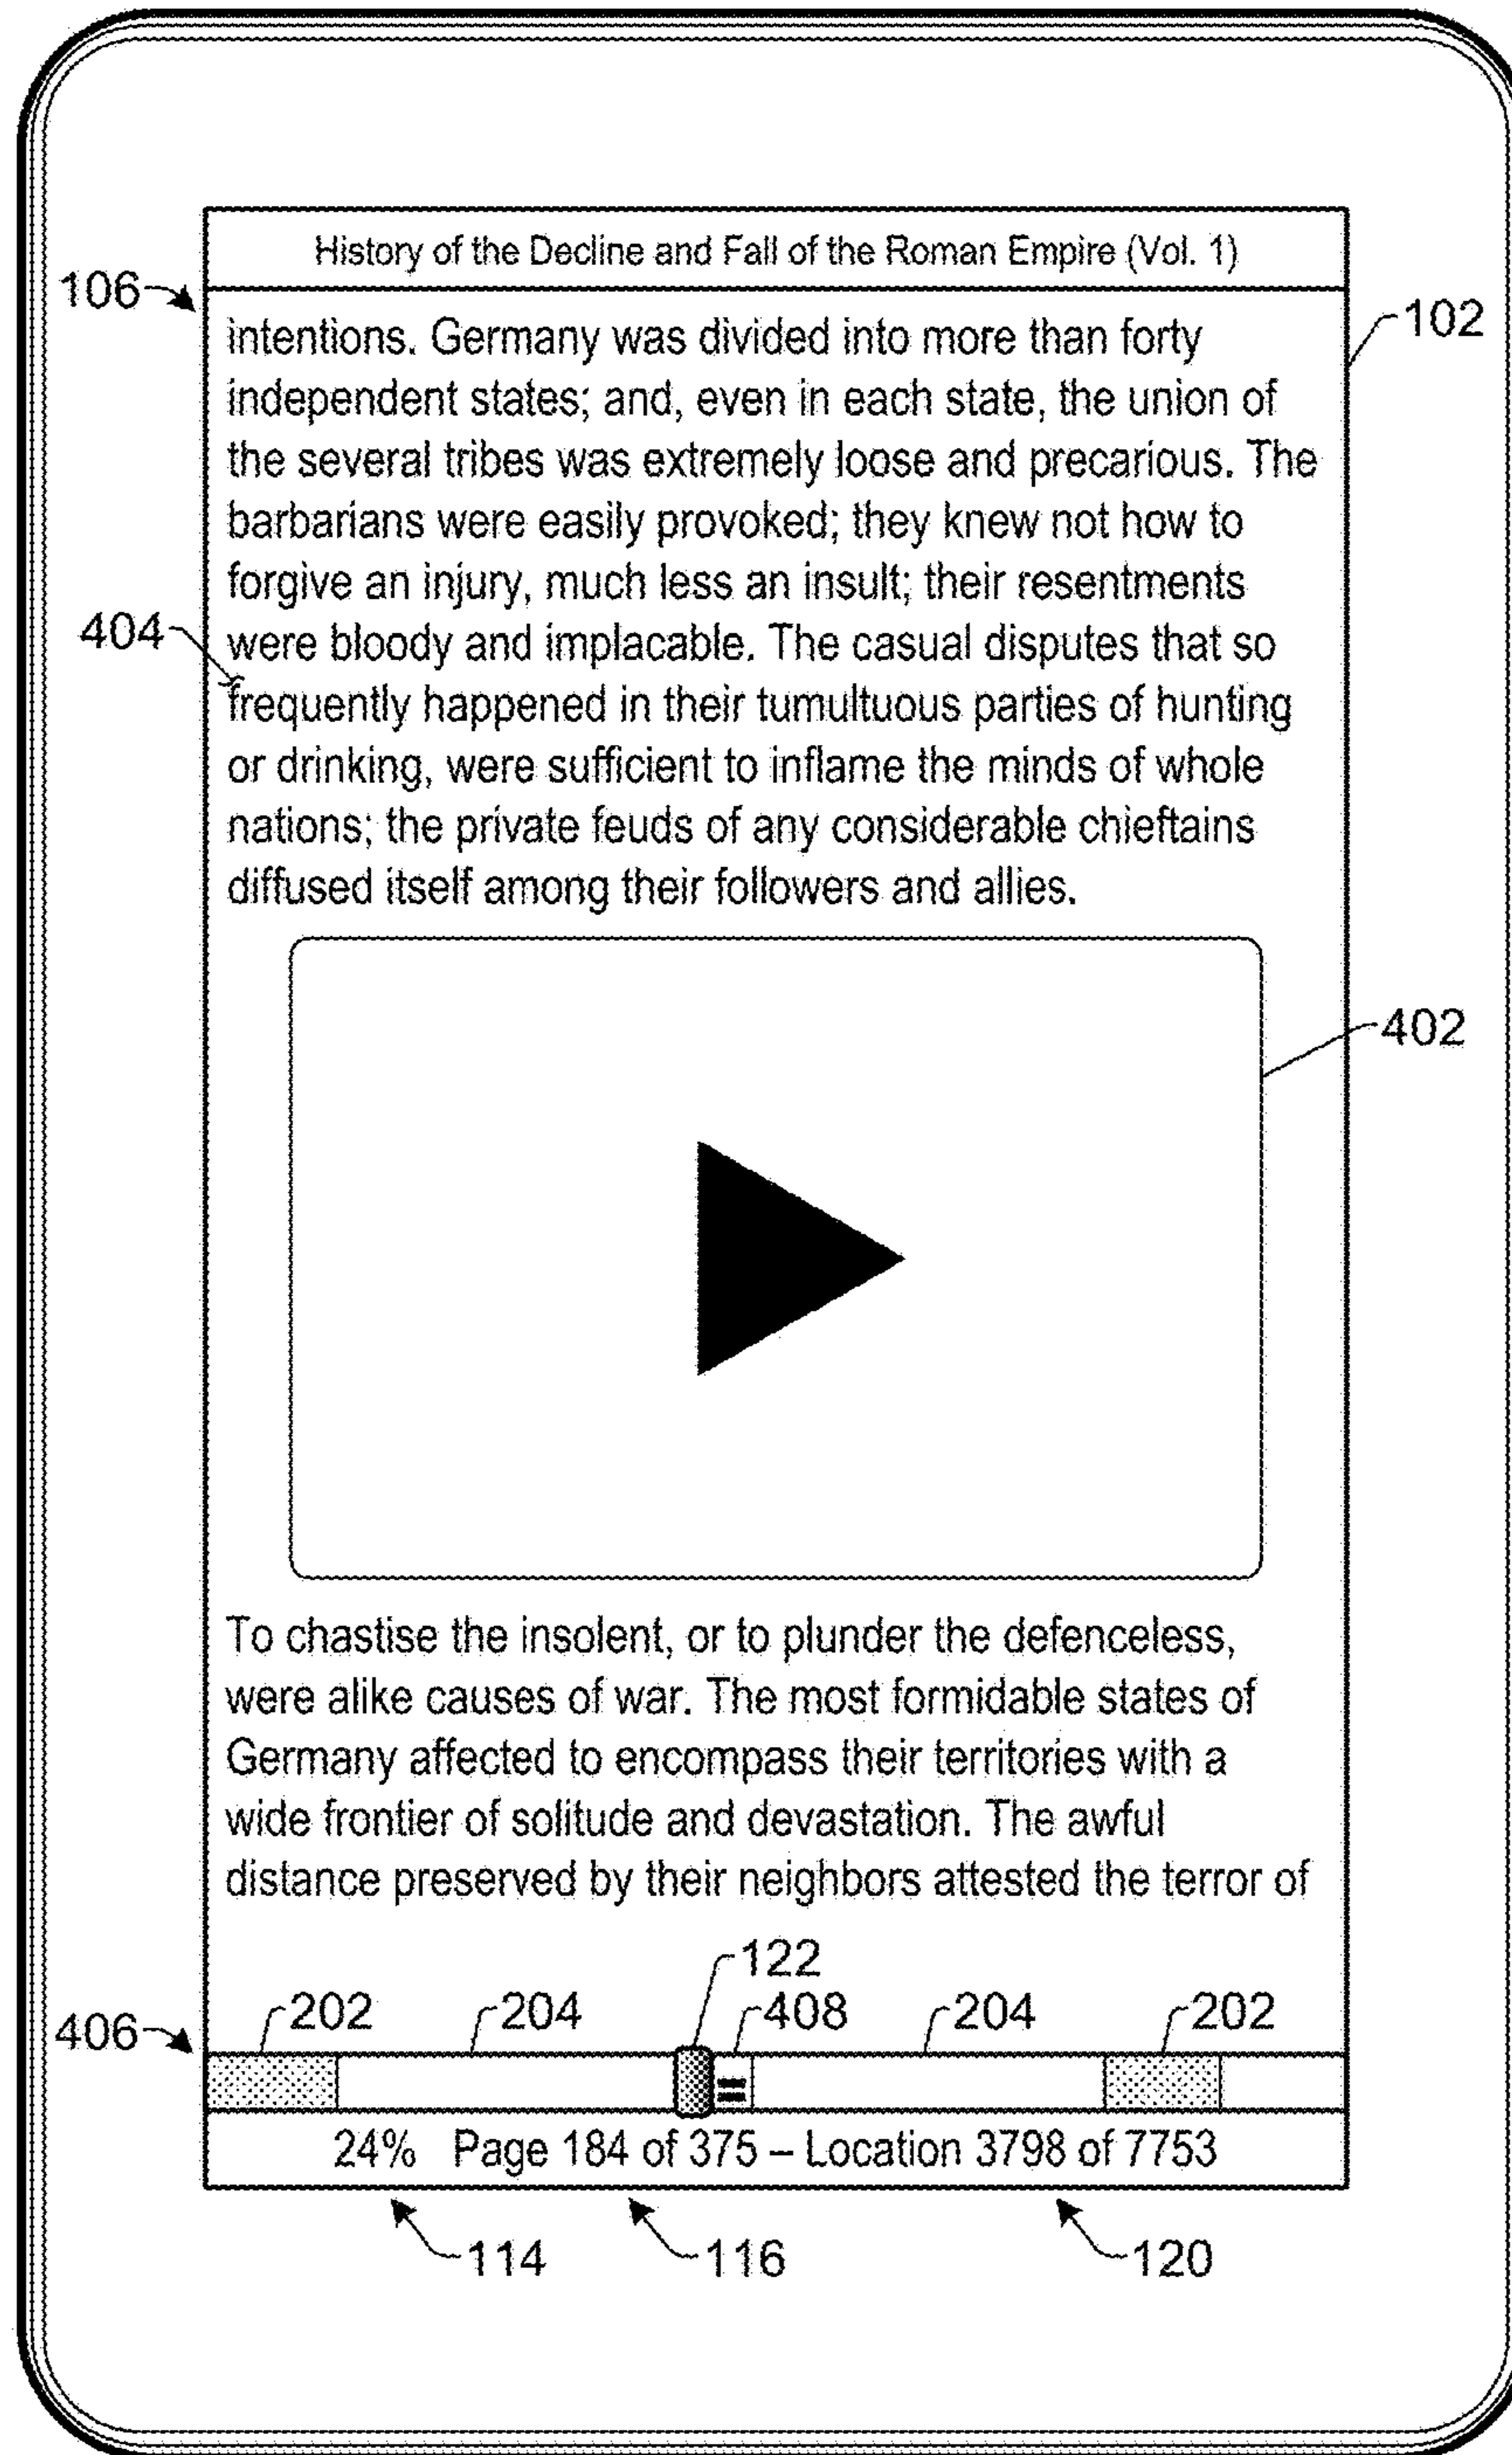 History of the Decline and Fall of the Roman Empire (Vol. 1)
106
102
intentions. Germany was divided into more than forty
independent states; and, even in each state, the union of
the several tribes was extremely loose and precarious. The
barbarians were easily provoked; they knew not how to
forgive an injury, much less an insult; their resentments
404
were bloody and implacable. The casual disputes that so
frequently happened in their tumultuous parties of hunting
or drinking, were sufficient to inflame the minds of whole
nations; the private feuds of any considerable chieftains
diffused itself among their followers and allies.
402
To chastise the insolent, or to plunder the defenceless,
were alike causes of war. The most formidable states of
Germany affected to encompass their territories with a
wide frontier of solitude and devastation. The awful
distance preserved by their neighbors attested the terror of
122
202 204 408 204 202
406
24% Page 184 of 375 – Location 3798 of 7753
114 116 120